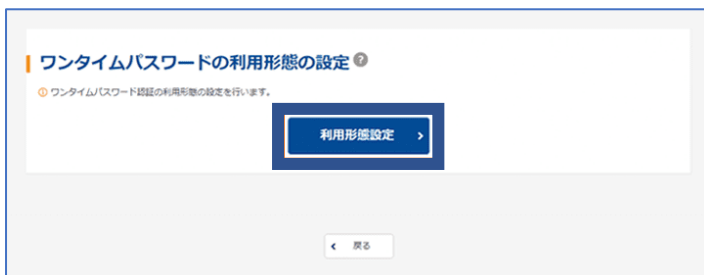 ワンタイムパスワードの利用形態の設定 ?
ワンタイムパスワード認証の利用形態の設定を行います。
利用形態設定
戻る